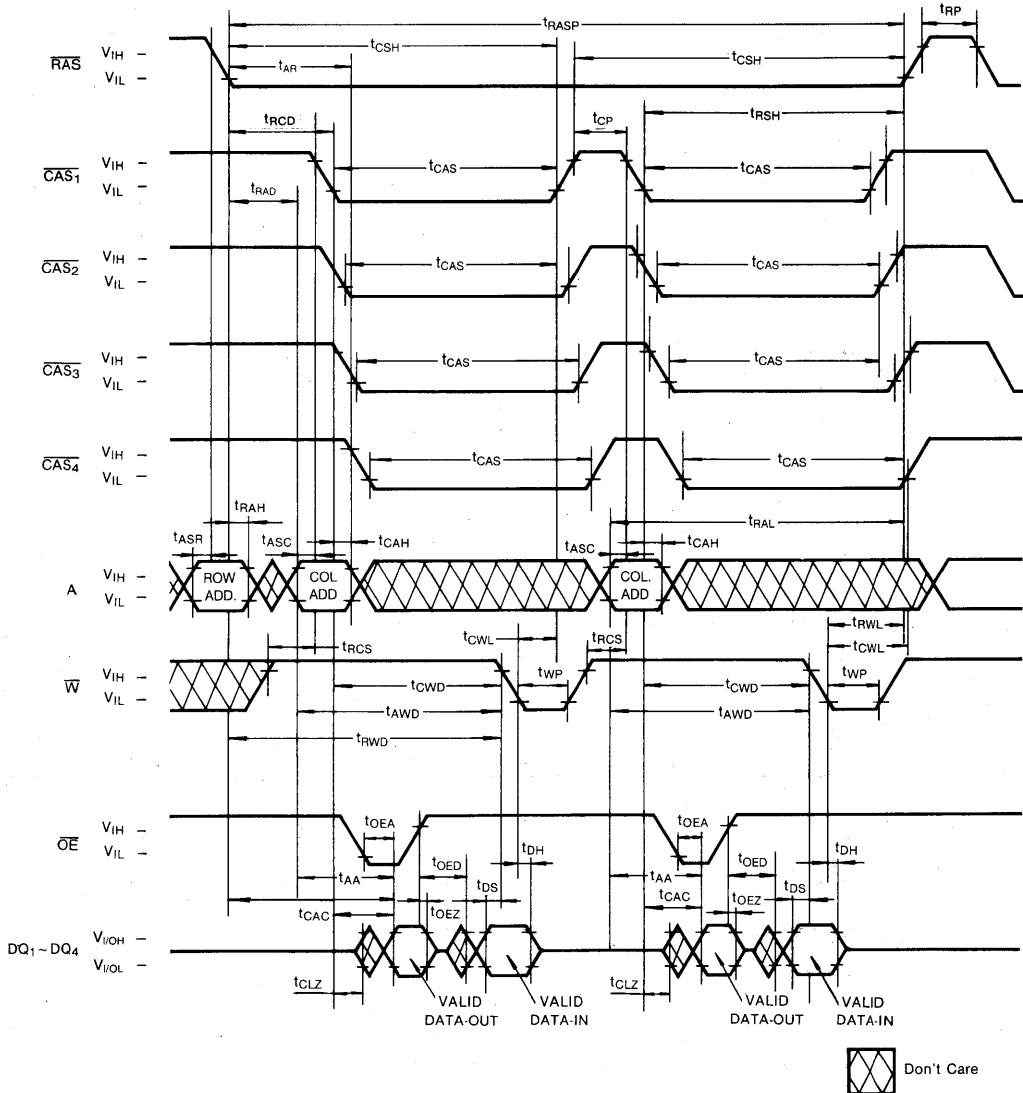 tRASP
tRP
tCSH
tCSH
tAR
RAS VIH
VIL
tRCD
tCP
tRSH
CAS1 VIH
VIL
tCAS
tCAS
tRAD
CAS2 VIH
VIL
tCAS
tCAS
CAS3 VIH
VIL
tCAS
tCAS
CAS4 VIH
VIL
tCAS
tCAS
tRAH
tRAL
tASR
tASC
tCAH
tASC
tCAH
A VIH
VIL
ROW
ADD.
COL
ADD
COL.
ADD
tRWL
tCWL
tRCS
tCWL
tRCS
W VIH
VIL
tWP
tWP
tCWD
tCWD
tAWD
tAWD
tRWD
OE VIH
VIL
tOEA
tOEA
tOED
tDH
tOED
tDH
tAA
tDS
tAA
tDS
tCAC
tOEZ
tCAC
tOEZ
DQ1 ~ DQ4 VI/OH
VI/OL
tCLZ
tCLZ
VALID
DATA-OUT
VALID
DATA-IN
VALID
DATA-OUT
VALID
DATA-IN
Don't Care